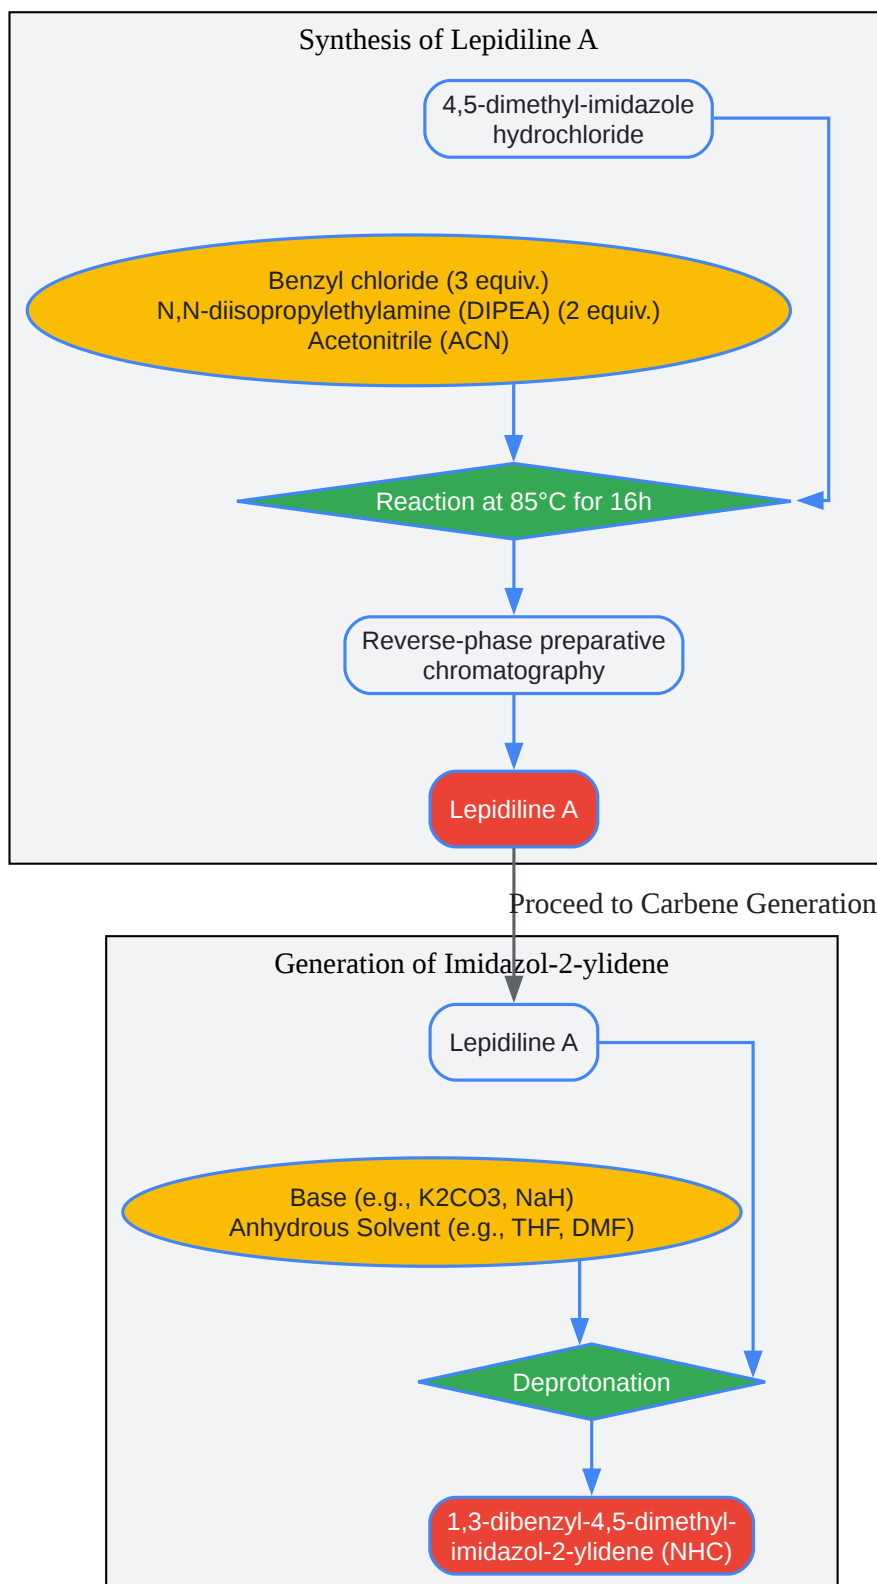 Synthesis of Lepidiline A
4,5-dimethyl-imidazole
hydrochloride
Benzyl chloride (3 equiv.)
N,N-diisopropylethylamine (DIPEA) (2 equiv.)
Acetonitrile (ACN)
Reaction at 85°C for 16h
Reverse-phase preparative
chromatography
Lepidiline A
Proceed to Carbene Generation
Generation of Imidazol-2-ylidene
Lepidiline A
Base (e.g., K2CO3, NaH)
Anhydrous Solvent (e.g., THF, DMF)
Deprotonation
1,3-dibenzyl-4,5-dimethyl-
imidazol-2-ylidene (NHC)